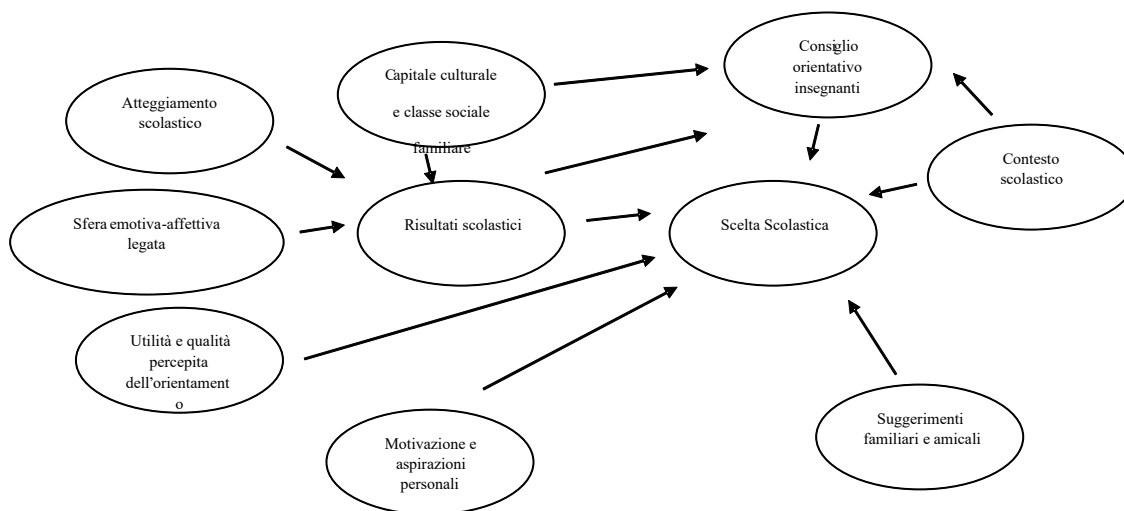 Consiglio
orientativo
insegnanti
Capitale culturale
e classe sociale
familiare
Atteggiamento
scolastico
Contesto
scolastico
Sfera emotiva-affettiva
legata
Risultati scolastici
Scelta Scolastica
Utilità e qualità
percepita
dell'orientament
o
Motivazione e
aspirazioni
personali
Suggerimenti
familiari e amicali